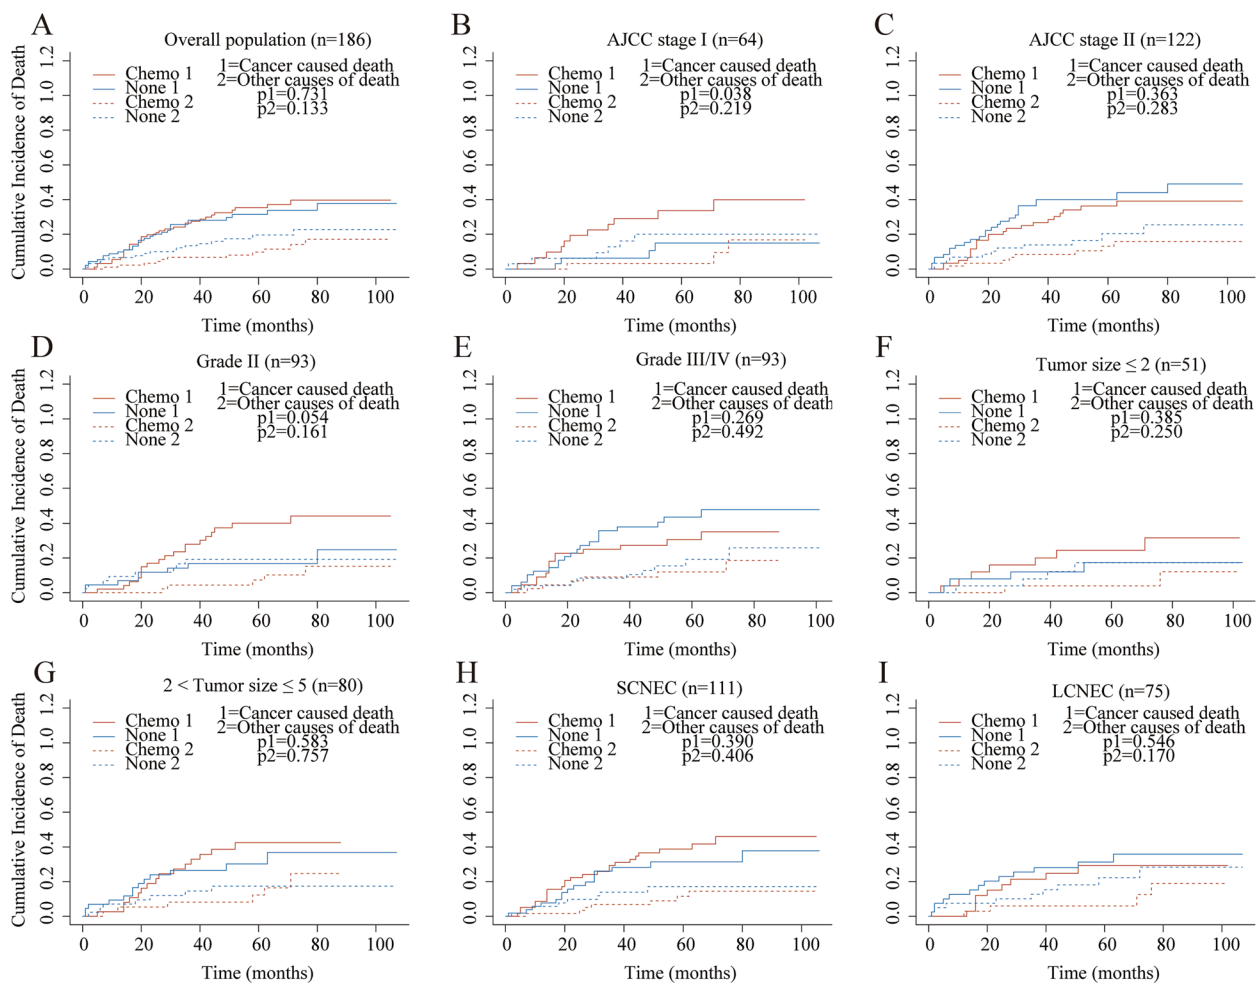 A
Overall population (n=186)
Cumulative Incidence of Death
0.0 0.2 0.4 0.6 0.8 1.0 1.2
Chemo 1
None 1
Chemo 2
None 2
1=Cancer caused death
2=Other causes of death
p1=0.731
p2=0.133
0 20 40 60 80 100
Time (months)
B
AJCC stage I (n=64)
0.0 0.2 0.4 0.6 0.8 1.0 1.2
Chemo 1
None 1
Chemo 2
None 2
1=Cancer caused death
2=Other causes of death
p1=0.038
p2=0.219
0 20 40 60 80 100
Time (months)
C
AJCC stage II (n=122)
0.0 0.2 0.4 0.6 0.8 1.0 1.2
Chemo 1
None 1
Chemo 2
None 2
1=Cancer caused death
2=Other causes of death
p1=0.363
p2=0.283
0 20 40 60 80 100
Time (months)
D
Grade II (n=93)
Cumulative Incidence of Death
0.0 0.2 0.4 0.6 0.8 1.0 1.2
Chemo 1
None 1
Chemo 2
None 2
1=Cancer caused death
2=Other causes of death
p1=0.054
p2=0.161
0 20 40 60 80 100
Time (months)
E
Grade III/IV (n=93)
0.0 0.2 0.4 0.6 0.8 1.0 1.2
Chemo 1
None 1
Chemo 2
None 2
1=Cancer caused death
2=Other causes of death
p1=0.269
p2=0.492
0 20 40 60 80 100
Time (months)
F
Tumor size ≤ 2 (n=51)
0.0 0.2 0.4 0.6 0.8 1.0 1.2
Chemo 1
None 1
Chemo 2
None 2
1=Cancer caused death
2=Other causes of death
p1=0.385
p2=0.250
0 20 40 60 80 100
Time (months)
G
2 < Tumor size ≤ 5 (n=80)
Cumulative Incidence of Death
0.0 0.2 0.4 0.6 0.8 1.0 1.2
Chemo 1
None 1
Chemo 2
None 2
1=Cancer caused death
2=Other causes of death
p1=0.583
p2=0.757
0 20 40 60 80 100
Time (months)
H
SCNEC (n=111)
0.0 0.2 0.4 0.6 0.8 1.0 1.2
Chemo 1
None 1
Chemo 2
None 2
1=Cancer caused death
2=Other causes of death
p1=0.390
p2=0.406
0 20 40 60 80 100
Time (months)
I
LCNEC (n=75)
0.0 0.2 0.4 0.6 0.8 1.0 1.2
Chemo 1
None 1
Chemo 2
None 2
1=Cancer caused death
2=Other causes of death
p1=0.546
p2=0.170
0 20 40 60 80 100
Time (months)